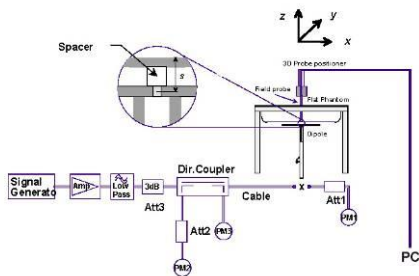 z
y
x
Spacer
s
3D Probe positioner
Field probe
Flat Phantom
Dipole
Signal
Generato
Amp
Low
Pass
3dB
Att3
Dir.Coupler
Cable
x
Att1
Att2
PM3
PM1
PM2
PC